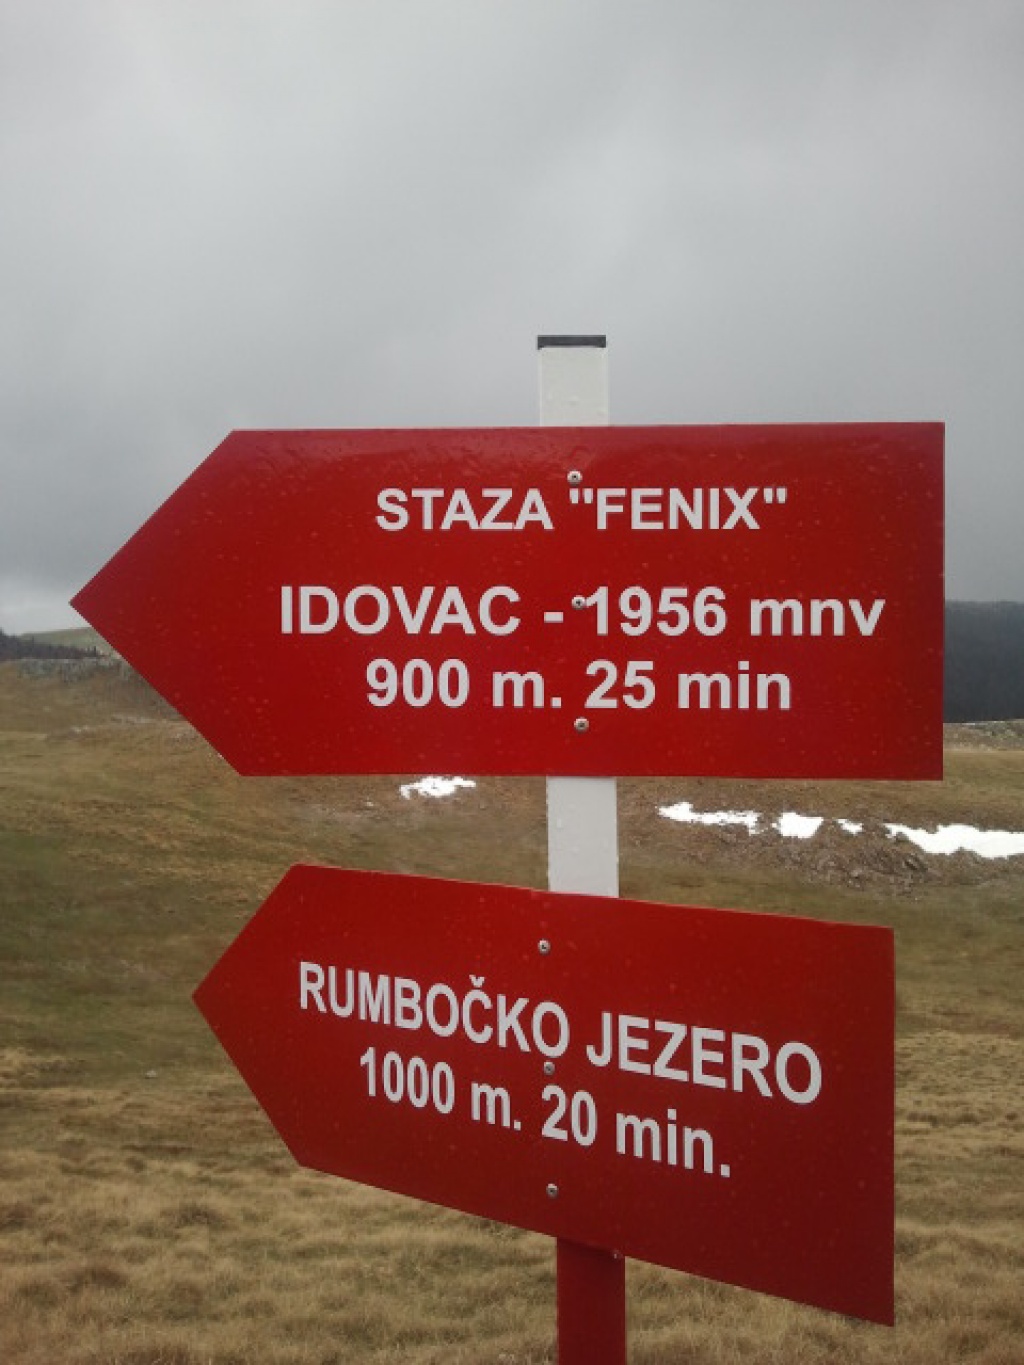 STAZA "FENIX"
IDOVAC - 1956 mnv
900 m. 25 min
RUMBOČKO JEZERO
1000 m. 20 min.